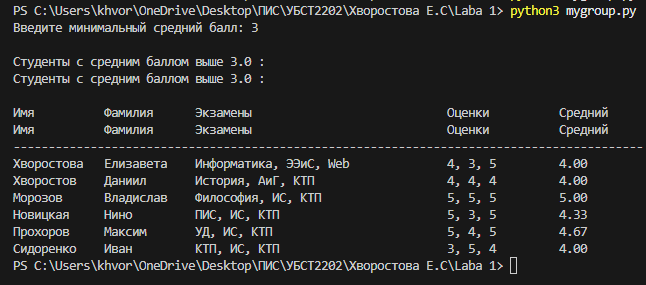 PS C:\Users\khvor\OneDrive\Desktop\ПИС\УБСТ2202\Хворостова Е.С\Laba 1> python3 mygroup.py
Введите минимальный средний балл: 3
Студенты с средним баллом выше 3.0 :
Студенты с средним баллом выше 3.0 :
Имя Фамилия Экзамены Оценки Средний
Имя Фамилия Экзамены Оценки Средний
------------------------------------------------------------------------------------------
Хворостова Елизавета Информатика, ЭЭиС, Web 4, 3, 5 4.00
Хворостов Даниил История, АиГ, КТП 4, 4, 4 4.00
Морозов Владислав Философия, ИС, КТП 5, 5, 5 5.00
Новицкая Нино ПИС, ИС, КТП 5, 3, 5 4.33
Прохоров Максим УД, ИС, КТП 5, 4, 5 4.67
Сидоренко Иван КТП, ИС, КТП 3, 5, 4 4.00
PS C:\Users\khvor\OneDrive\Desktop\ПИС\УБСТ2202\Хворостова Е.С\Laba 1>